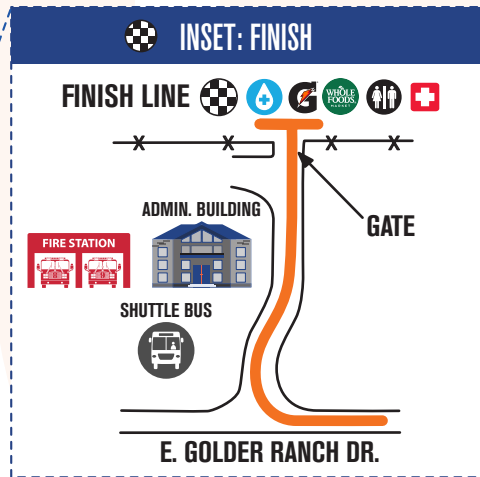 INSET: FINISH
FINISH LINE
G
WHOLE
FOODS
MARKET
GATE
ADMIN. BUILDING
FIRE STATION
SHUTTLE BUS
E. GOLDER RANCH DR.